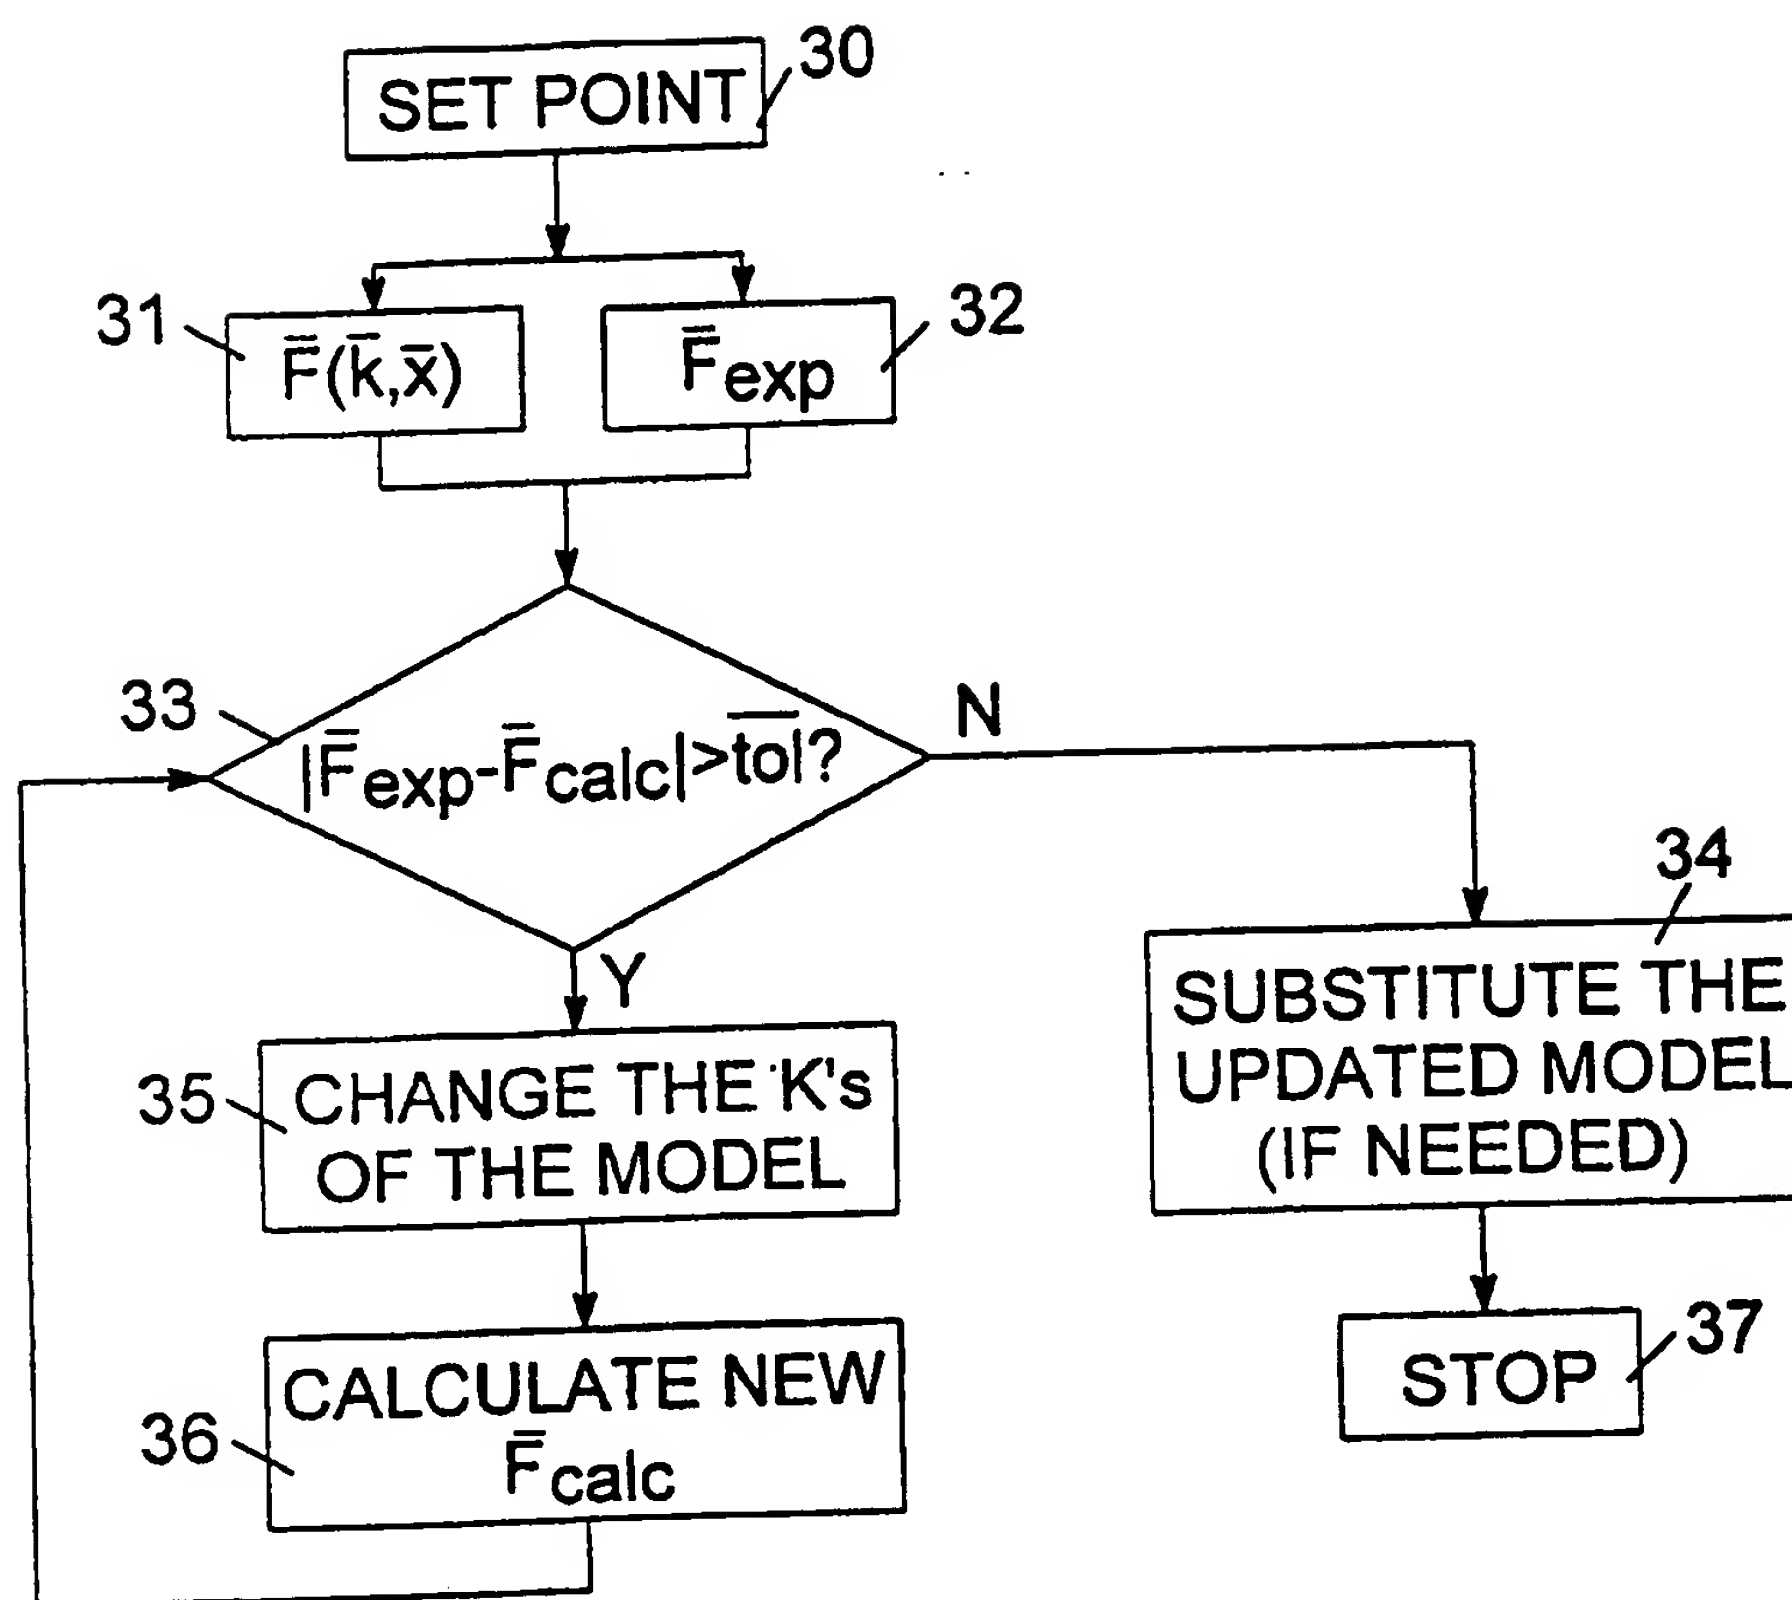 SET POINT
30
31
F̄(k̄,x̄)
F̄exp
32
33
|F̄exp-F̄calc|>t̄ōl̄?
N
Y
34
SUBSTITUTE THE
UPDATED MODEL
(IF NEEDED)
35
CHANGE THE K's
OF THE MODEL
36
CALCULATE NEW
F̄calc
STOP
37